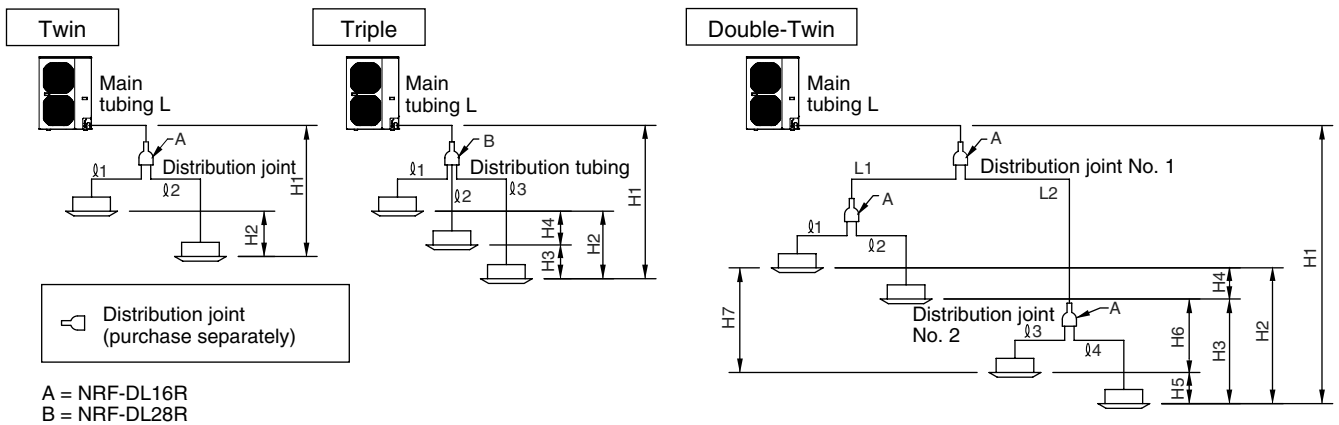 Twin
Main
tubing L
A
Distribution joint
ℓ1
ℓ2
H1
H2
Triple
Main
tubing L
B
Distribution tubing
ℓ1
ℓ2
ℓ3
H4
H3
H2
H1
Double-Twin
Main
tubing L
A
Distribution joint No. 1
L1
L2
A
ℓ1
ℓ2
H7
Distribution joint
No. 2
A
ℓ3
ℓ4
H4
H6
H3
H5
H2
H1
Distribution joint
(purchase separately)
A = NRF-DL16R
B = NRF-DL28R